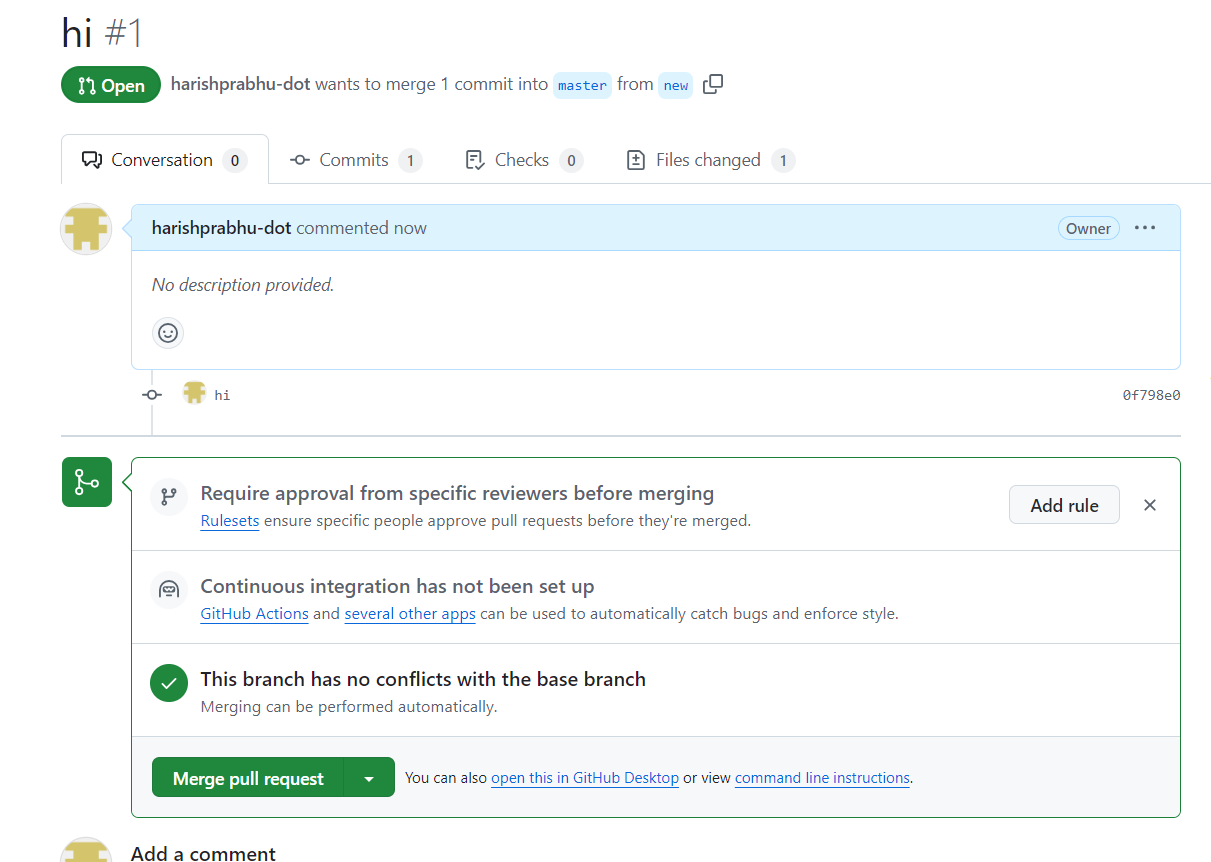 hi #1
Open harishprabhu-dot wants to merge 1 commit into master from new
Conversation 0 Commits 1 Checks 0 Files changed 1
harishprabhu-dot commented now Owner
No description provided.
hi 0f798e0
Require approval from specific reviewers before merging
Rulesets ensure specific people approve pull requests before they're merged.
Add rule
Continuous integration has not been set up
GitHub Actions and several other apps can be used to automatically catch bugs and enforce style.
This branch has no conflicts with the base branch
Merging can be performed automatically.
Merge pull request You can also open this in GitHub Desktop or view command line instructions.
Add a comment